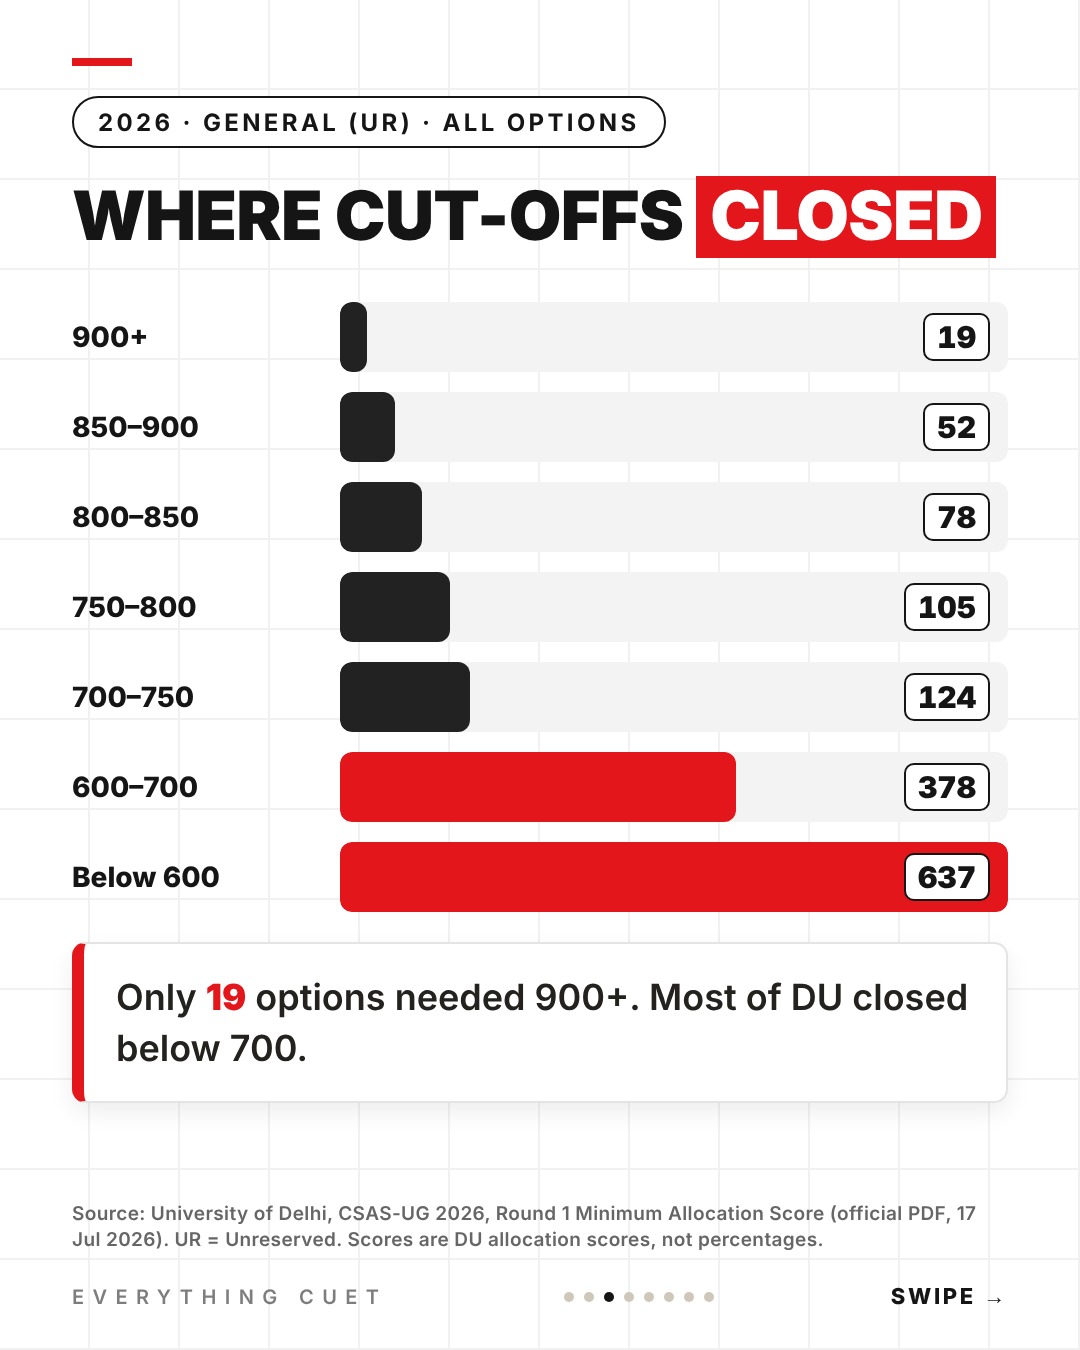 2026 · GENERAL (UR) · ALL OPTIONS
WHERE CUT-OFFS CLOSED
900+ 19
850–900 52
800–850 78
750–800 105
700–750 124
600–700 378
Below 600 637
Only 19 options needed 900+. Most of DU closed
below 700.
Source: University of Delhi, CSAS-UG 2026, Round 1 Minimum Allocation Score (official PDF, 17
Jul 2026). UR = Unreserved. Scores are DU allocation scores, not percentages.
EVERYTHING CUET SWIPE →